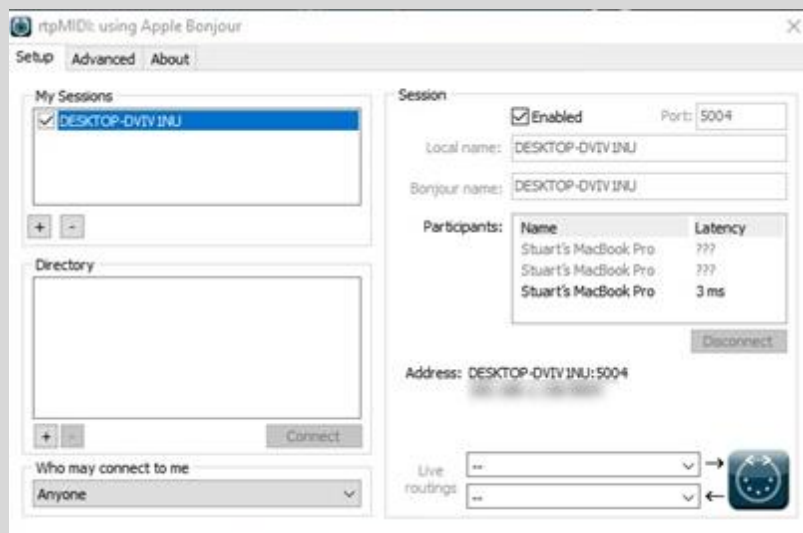 rtpMIDI: using Apple Bonjour
Setup Advanced About
My Sessions
DESKTOP-DVIV1NU
+ -
Directory
+ -
Connect
Who may connect to me
Anyone
Session
Enabled Port: 5004
Local name: DESKTOP-DVIV1NU
Bonjour name: DESKTOP-DVIV1NU
Participants: Name Latency
Stuart's MacBook Pro ???
Stuart's MacBook Pro ???
Stuart's MacBook Pro 3 ms
Disconnect
Address: DESKTOP-DVIV1NU:5004
Live routings
--
--